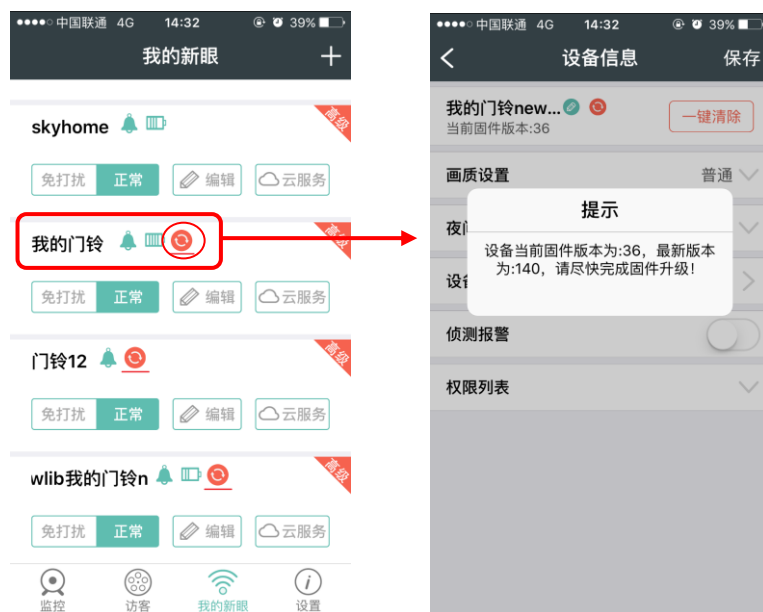 中国联通 4G 14:32 39%
我的新眼 +
skyhome 高级
免打扰 正常 编辑 云服务
我的门铃 高级
免打扰 正常 编辑 云服务
门铃12 高级
免打扰 正常 编辑 云服务
wlib我的门铃n 高级
免打扰 正常 编辑 云服务
监控 访客 我的新眼 设置
中国联通 4G 14:32 39%
设备信息 保存
我的门铃new... 一键清除
当前固件版本:36
画质设置 普通
夜间
提示
设备当前固件版本为:36，最新版本
为:140，请尽快完成固件升级!
设备
侦测报警
权限列表